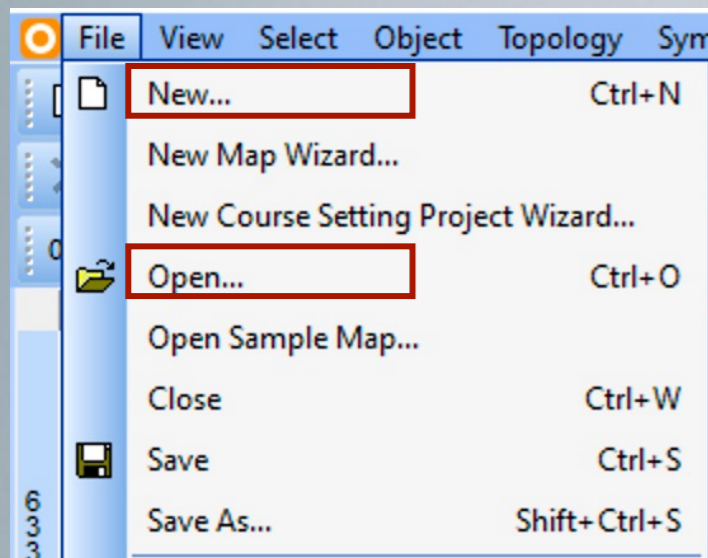 File View Select Object Topology Sym
New... Ctrl+N
New Map Wizard...
New Course Setting Project Wizard...
0
Open... Ctrl+O
Open Sample Map...
Close Ctrl+W
Save Ctrl+S
6
3
3
Save As... Shift+Ctrl+S